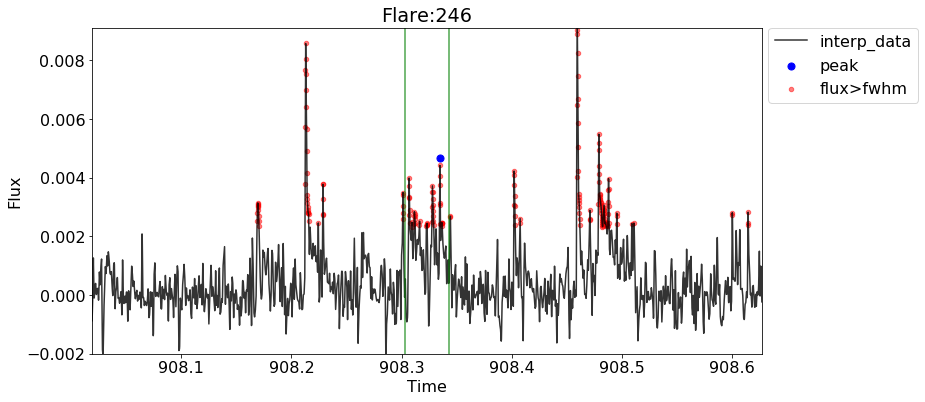 Flare:246
interp_data
peak
flux>fwhm
0.008
0.006
0.004
0.002
0.000
−0.002
Flux
908.1 908.2 908.3 908.4 908.5 908.6
Time